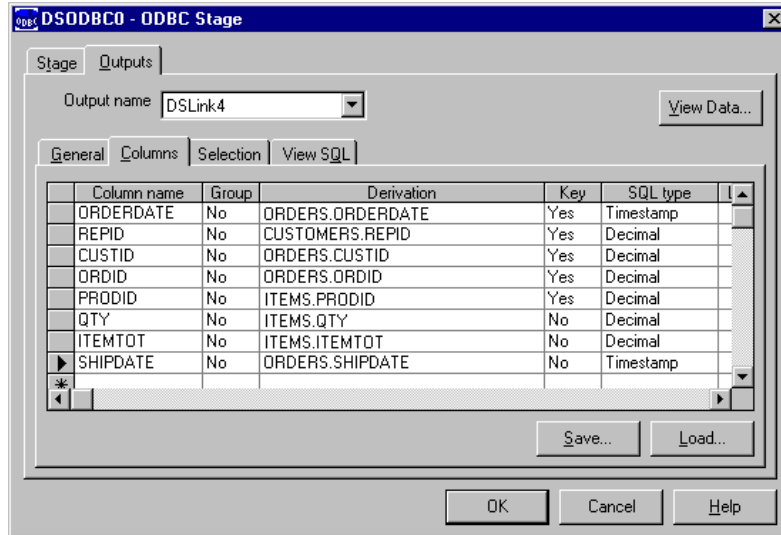 ODBC DSODBC0 - ODBC Stage
Stage Outputs
Output name DSLink4 View Data...
General Columns Selection View SQL
Column name Group Derivation Key SQL type L
ORDERDATE No ORDERS.ORDERDATE Yes Timestamp
REPID No CUSTOMERS.REPID Yes Decimal
CUSTID No ORDERS.CUSTID Yes Decimal
ORDID No ORDERS.ORDID Yes Decimal
PRODID No ITEMS.PRODID Yes Decimal
QTY No ITEMS.QTY No Decimal
ITEMTOT No ITEMS.ITEMTOT No Decimal
SHIPDATE No ORDERS.SHIPDATE No Timestamp
Save... Load...
OK Cancel Help